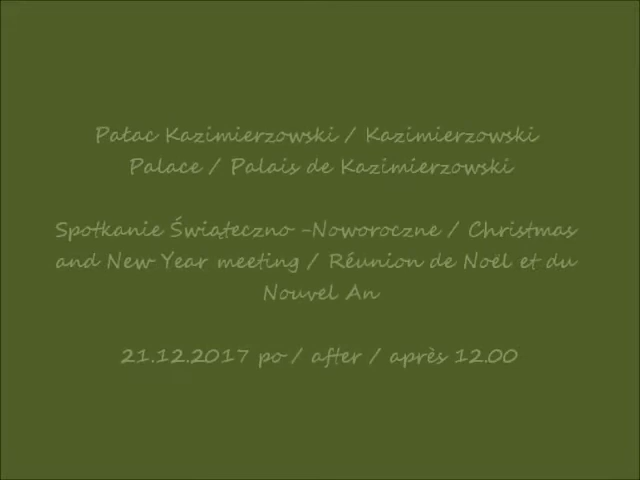 Pałac Kazimierzowski / Kazimierzowski
Palace / Palais de Kazimierzowski
Spotkanie Świąteczno -Noworoczne / Christmas
and New Year meeting / Réunion de Noël et du
Nouvel An
21.12.2017 po / after / après 12.00